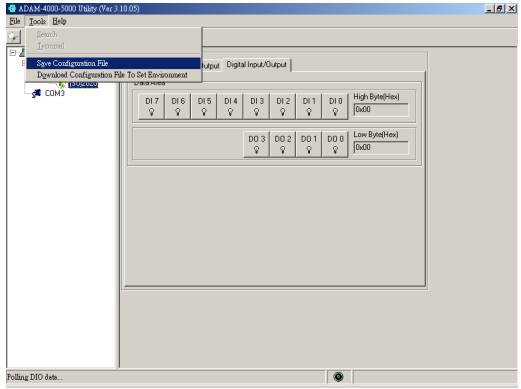 ADAM-4000-5000 Utility (Ver 3.10.05)
File Tools Help
Search
Terminal
Save Configuration File
Download Configuration File To Set Environment
COM3
Output
Digital Input/Output
Data Area
DI 7 DI 6 DI 5 DI 4 DI 3 DI 2 DI 1 DI 0
High Byte(Hex)
0x00
DO 3 DO 2 DO 1 DO 0
Low Byte(Hex)
0x00
Polling DIO data...